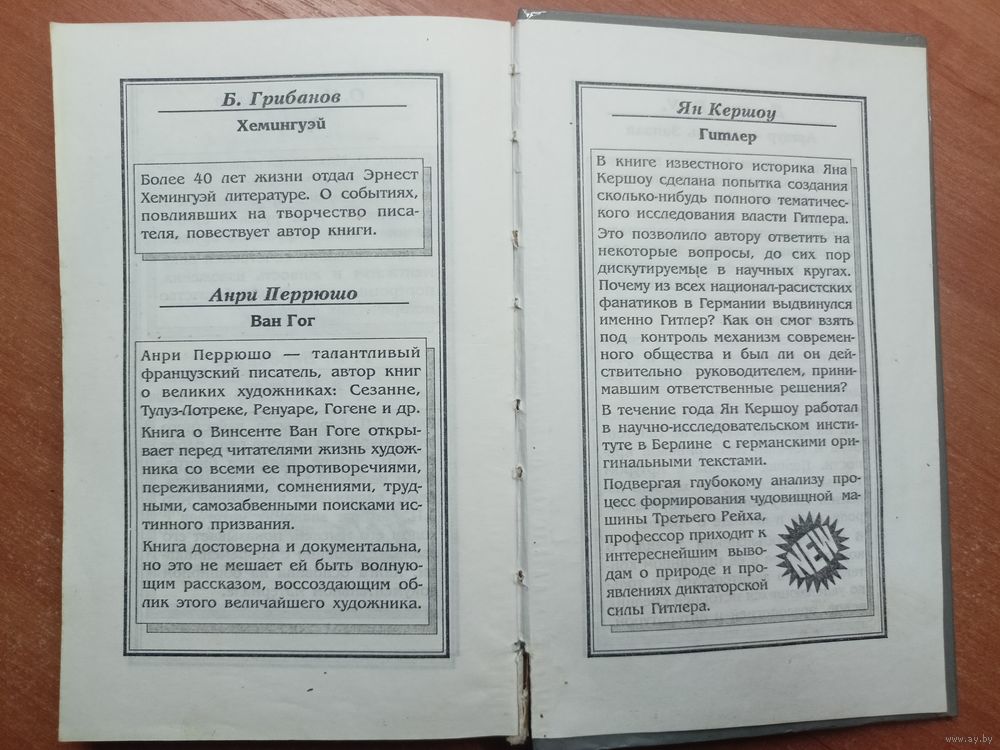 Б. Грибанов
Хемингуэй
Более 40 лет жизни отдал Эрнест
Хемингуэй литературе. О событиях,
повлиявших на творчество писа-
теля, повествует автор книги.
Анри Перрюшо
Ван Гог
Анри Перрюшо — талантливый
французский писатель, автор книг
о великих художниках: Сезанне,
Тулуз-Лотреке, Ренуаре, Гогене и др.
Книга о Винсенте Ван Гоге откры-
вает перед читателями жизнь худож-
ника со всеми ее противоречиями,
переживаниями, сомнениями, труд-
ными, самозабвенными поисками ис-
тинного призвания.
Книга достоверна и документальна,
но это не мешает ей быть волную-
щим рассказом, воссоздающим об-
лик этого величайшего художника.
Ян Кершоу
Гитлер
В книге известного историка Яна
Кершоу сделана попытка создания
сколько-нибудь полного тематичес-
кого исследования власти Гитлера.
Это позволило автору ответить на
некоторые вопросы, до сих пор
дискутируемые в научных кругах.
Почему из всех национал-расистских
фанатиков в Германии выдвинулся
именно Гитлер? Как он смог взять
под контроль механизм современ-
ного общества и был ли он дей-
ствительно руководителем, прини-
мавшим ответственные решения?
В течение года Ян Кершоу работал
в научно-исследовательском инсти-
туте в Берлине с германскими ори-
гинальными текстами.
Подвергая глубокому анализу про-
цесс формирования чудовищной ма-
шины Третьего Рейха,
профессор приходит к
интереснейшим выво-
дам о природе и про-
явлениях диктаторской
силы Гитлера.
NEW
www.ay.by